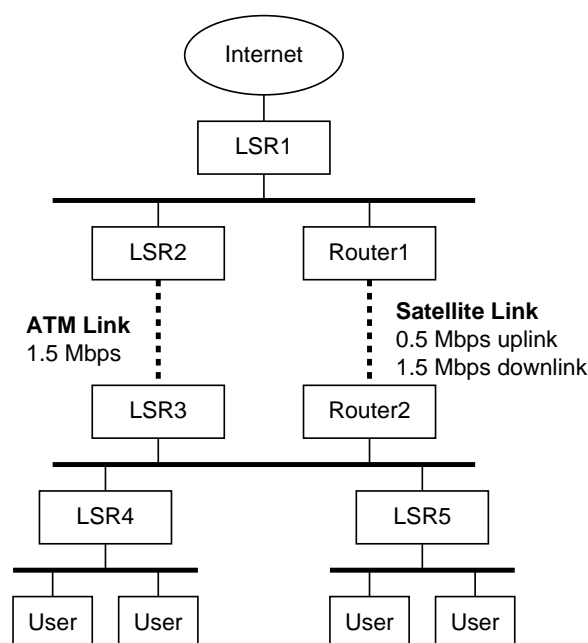 Internet
LSR1
LSR2
Router1
ATM Link
1.5 Mbps
Satellite Link
0.5 Mbps uplink
1.5 Mbps downlink
LSR3
Router2
LSR4
LSR5
User
User
User
User